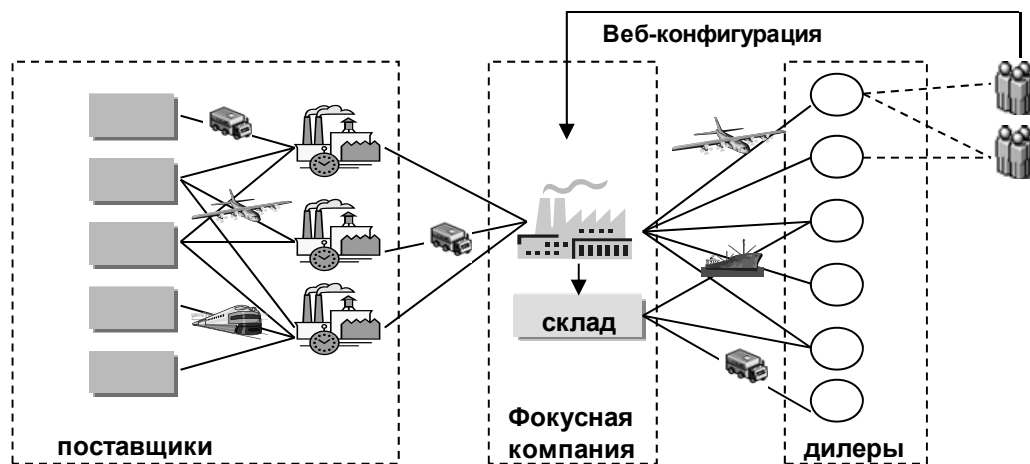 Веб-конфигурация
склад
поставщики
Фокусная
компания
дилеры